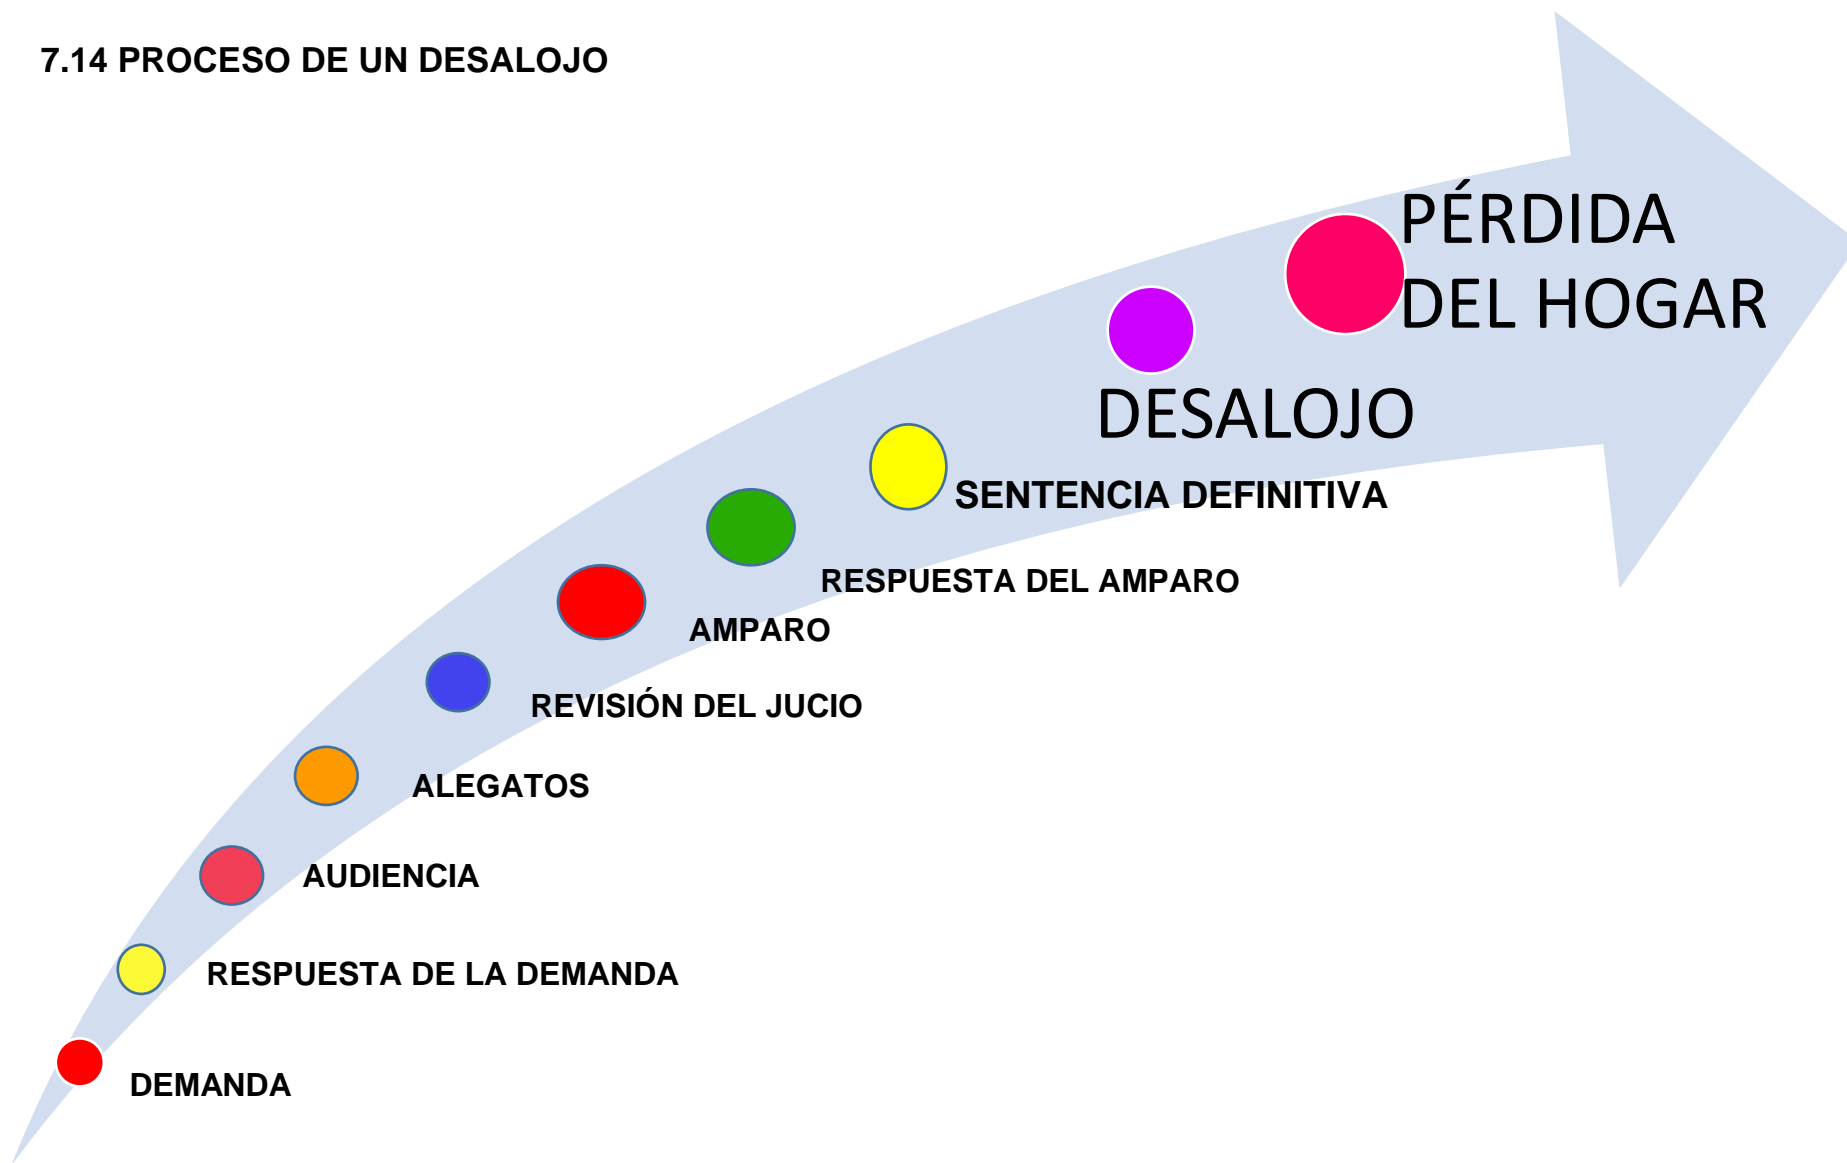 7.14 PROCESO DE UN DESALOJO
PÉRDIDA
DEL HOGAR
DESALOJO
SENTENCIA DEFINITIVA
RESPUESTA DEL AMPARO
AMPARO
REVISIÓN DEL JUCIO
ALEGATOS
AUDIENCIA
RESPUESTA DE LA DEMANDA
DEMANDA